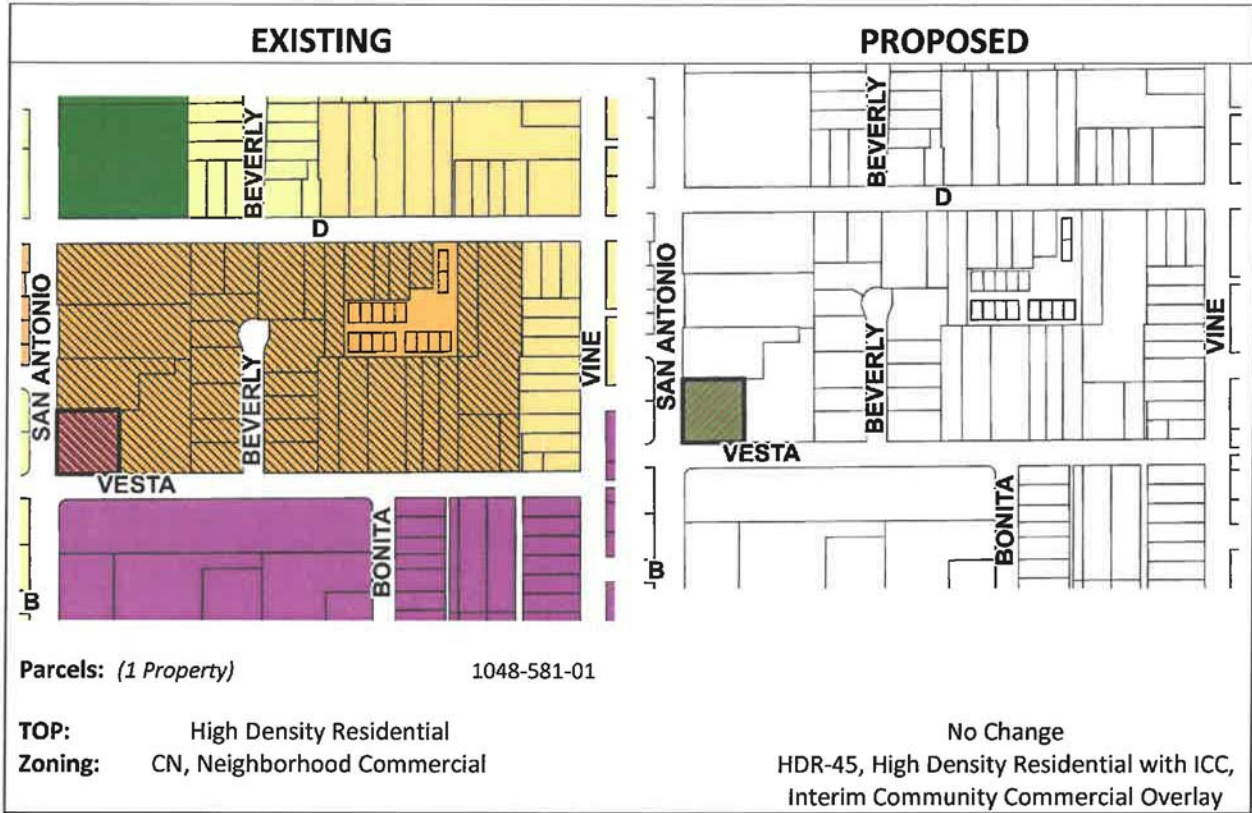 EXISTING
PROPOSED
BEVERLY
D
SAN ANTONIO
BEVERLY
VINE
VESTA
BONITA
B
BEVERLY
D
SAN ANTONIO
BEVERLY
VINE
VESTA
BONITA
B
Parcels: (1 Property) 1048-581-01
TOP: High Density Residential No Change
Zoning: CN, Neighborhood Commercial HDR-45, High Density Residential with ICC,
Interim Community Commercial Overlay